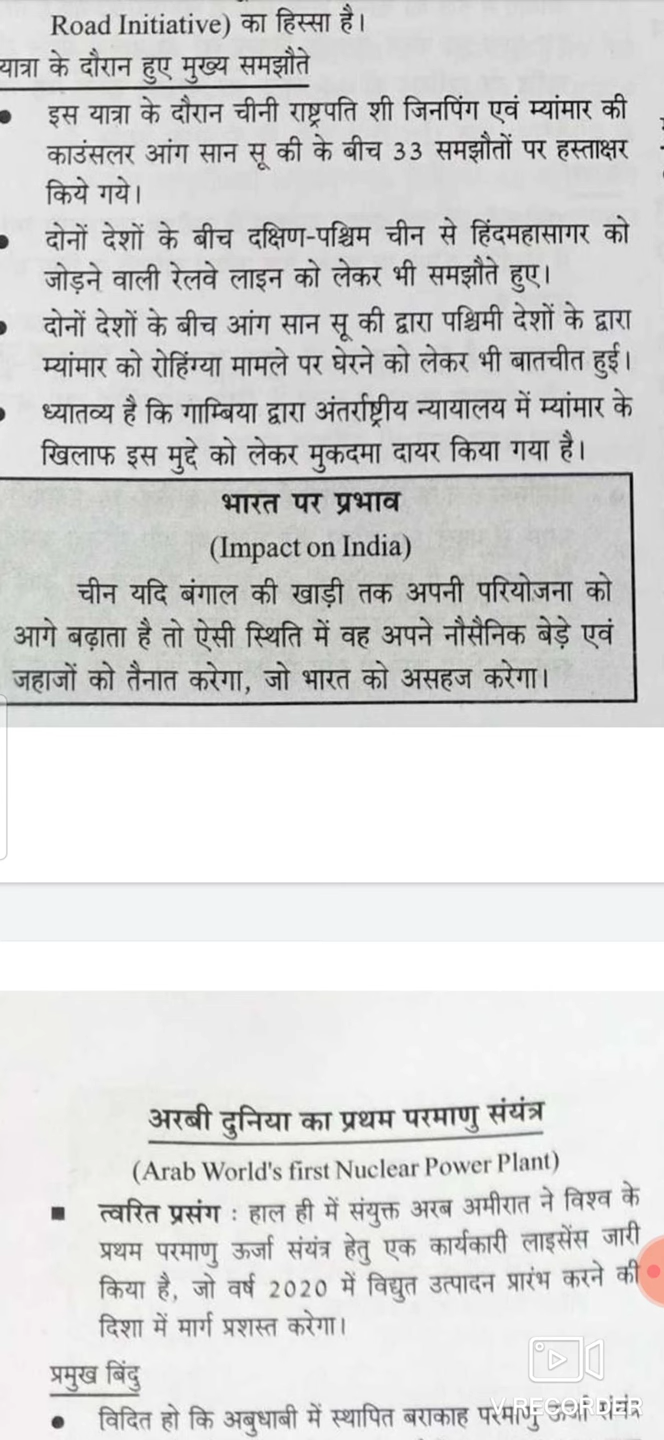 Road Initiative) का हिस्सा है।
यात्रा के दौरान हुए मुख्य समझौते
● इस यात्रा के दौरान चीनी राष्ट्रपति शी जिनपिंग एवं म्यांमार की
काउंसलर आंग सान सू की के बीच 33 समझौतों पर हस्ताक्षर
किये गये।
● दोनों देशों के बीच दक्षिण-पश्चिम चीन से हिंदमहासागर को
जोड़ने वाली रेलवे लाइन को लेकर भी समझौते हुए।
● दोनों देशों के बीच आंग सान सू की द्वारा पश्चिमी देशों के द्वारा
म्यांमार को रोहिंग्या मामले पर घेरने को लेकर भी बातचीत हुई।
● ध्यातव्य है कि गाम्बिया द्वारा अंतर्राष्ट्रीय न्यायालय में म्यांमार के
खिलाफ इस मुद्दे को लेकर मुकदमा दायर किया गया है।
भारत पर प्रभाव
(Impact on India)
चीन यदि बंगाल की खाड़ी तक अपनी परियोजना को
आगे बढ़ाता है तो ऐसी स्थिति में वह अपने नौसैनिक बेड़े एवं
जहाजों को तैनात करेगा, जो भारत को असहज करेगा।
अरबी दुनिया का प्रथम परमाणु संयंत्र
(Arab World's first Nuclear Power Plant)
■ त्वरित प्रसंग : हाल ही में संयुक्त अरब अमीरात ने विश्व के
प्रथम परमाणु ऊर्जा संयंत्र हेतु एक कार्यकारी लाइसेंस जारी
किया है, जो वर्ष 2020 में विद्युत उत्पादन प्रारंभ करने की
दिशा में मार्ग प्रशस्त करेगा।
प्रमुख बिंदु
● विदित हो कि अबुधाबी में स्थापित बराकाह परमाणु ऊर्जा संयंत्र
V RECORDER